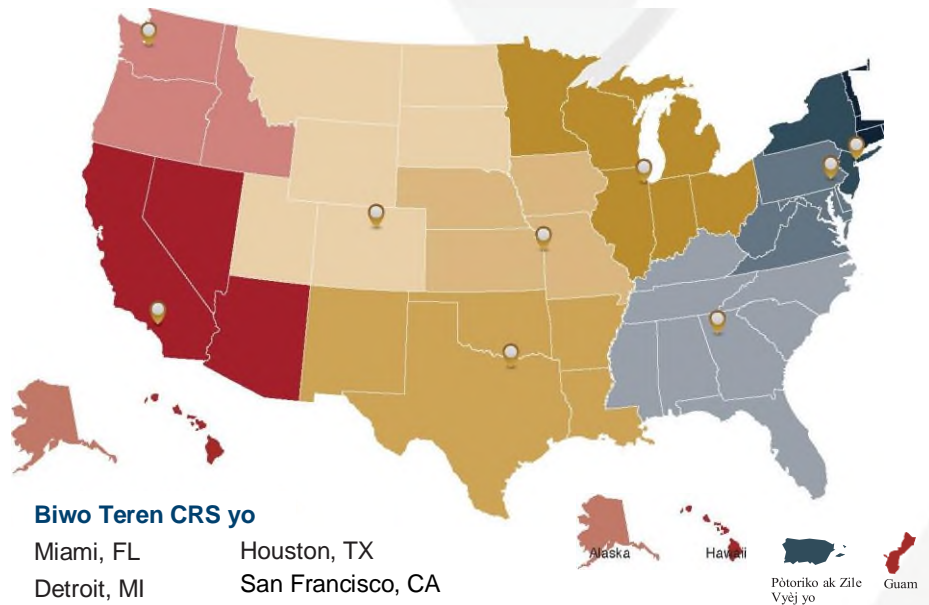 Biwo Teren CRS yo
Miami, FL
Houston, TX
Detroit, MI
San Francisco, CA
Alaska
Hawaii
Pòtoriko ak Zile
Vyèj yo
Guam